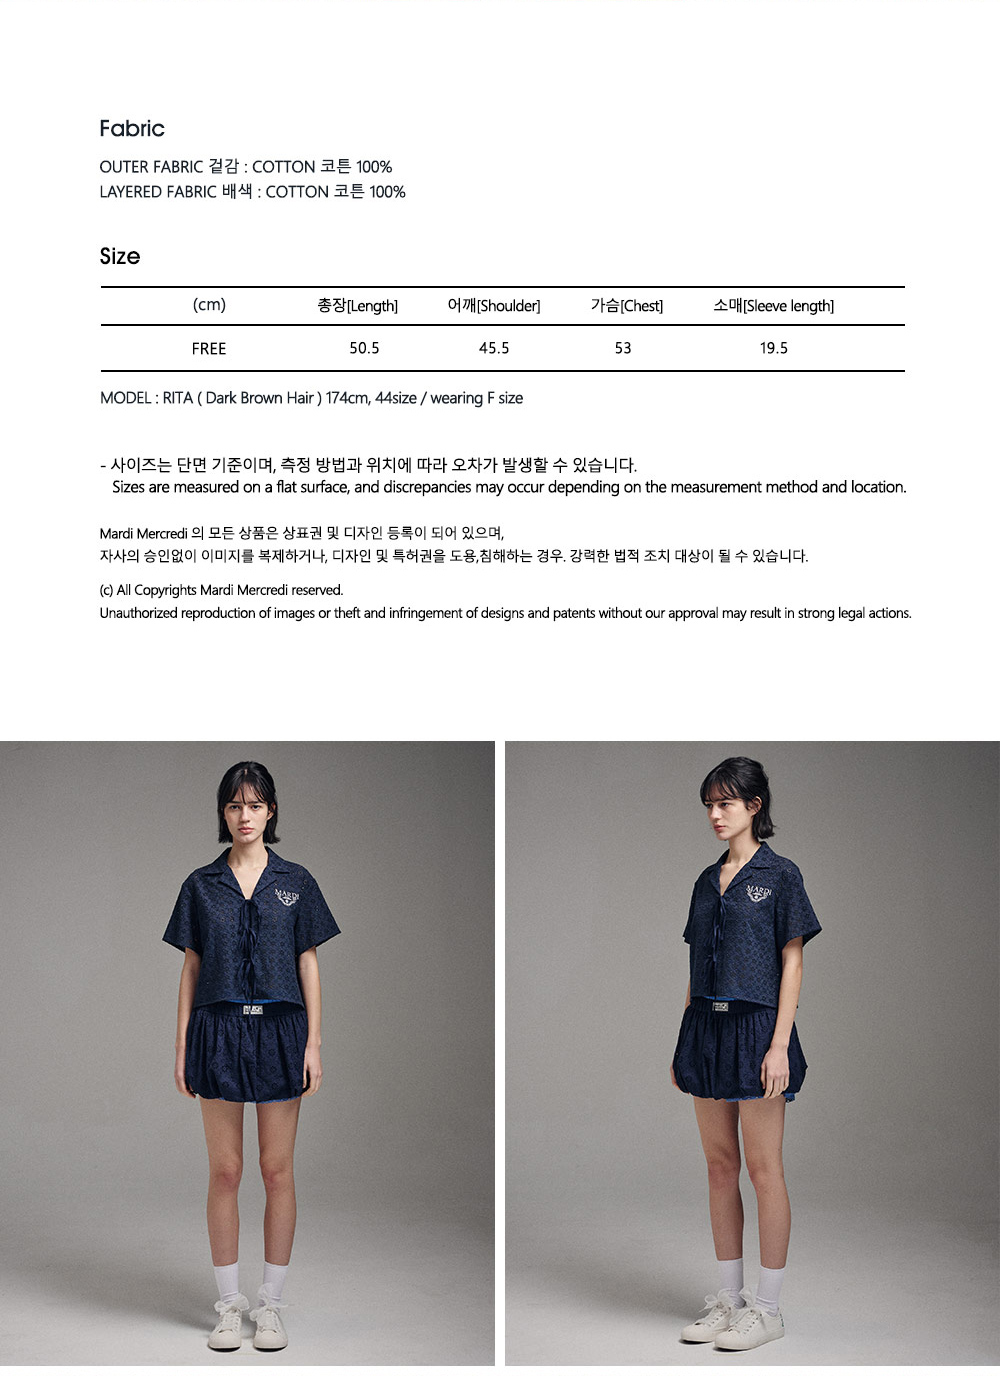 Fabric
OUTER FABRIC 겉감 : COTTON 코튼 100%
LAYERED FABRIC 배색 : COTTON 코튼 100%
Size
(cm) 총장[Length] 어깨[Shoulder] 가슴[Chest] 소매[Sleeve length]
FREE 50.5 45.5 53 19.5
MODEL : RITA ( Dark Brown Hair ) 174cm, 44size / wearing F size
- 사이즈는 단면 기준이며, 측정 방법과 위치에 따라 오차가 발생할 수 있습니다.
Sizes are measured on a flat surface, and discrepancies may occur depending on the measurement method and location.
Mardi Mercredi 의 모든 상품은 상표권 및 디자인 등록이 되어 있으며,
자사의 승인없이 이미지를 복제하거나, 디자인 및 특허권을 도용,침해하는 경우. 강력한 법적 조치 대상이 될 수 있습니다.
(c) All Copyrights Mardi Mercredi reserved.
Unauthorized reproduction of images or theft and infringement of designs and patents without our approval may result in strong legal actions.
MARDI
MARDI